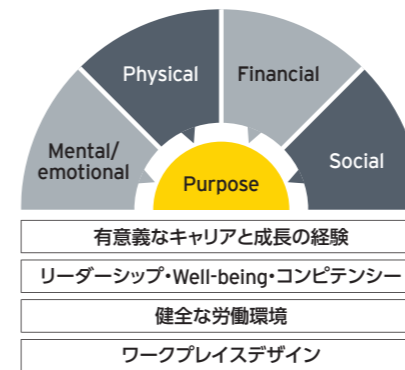 Physical
Financial
Mental/
emotional
Social
Purpose
有意義なキャリアと成長の経験
リーダーシップ・Well-being・コンピテンシー
健全な労働環境
ワークプレイスデザイン